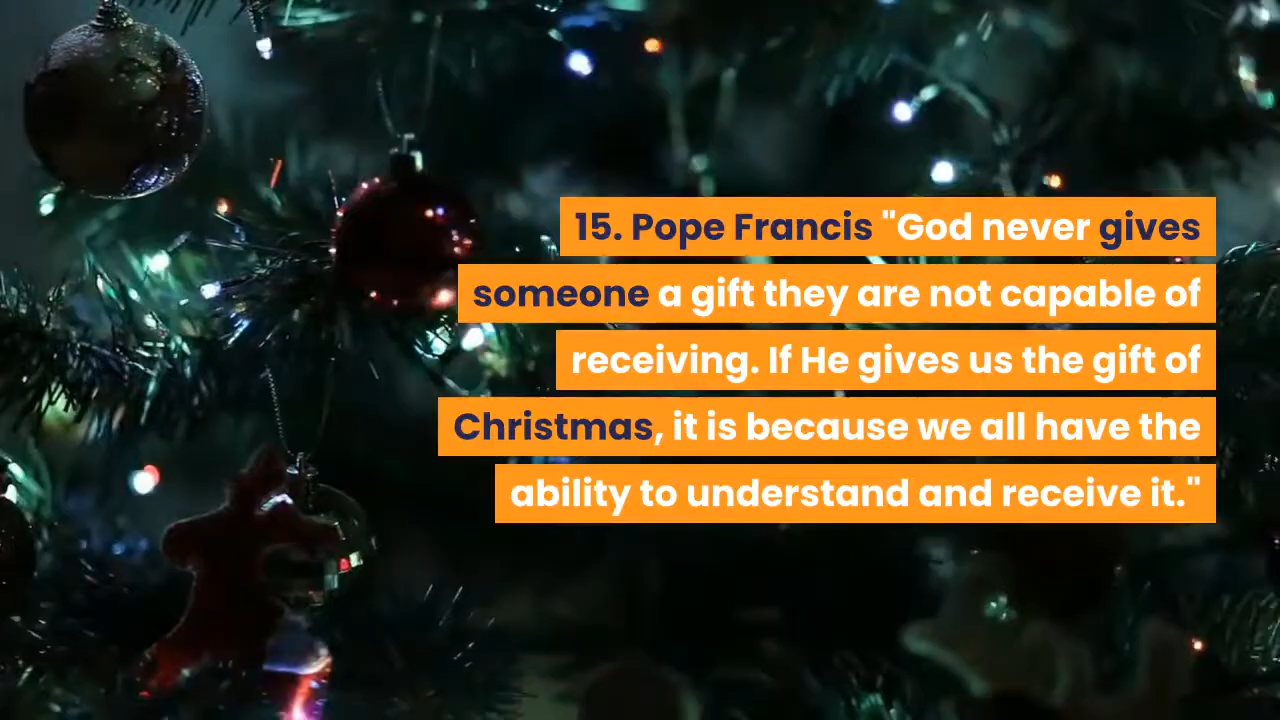 15. Pope Francis "God never gives
someone a gift they are not capable of
receiving. If He gives us the gift of
Christmas, it is because we all have the
ability to understand and receive it."